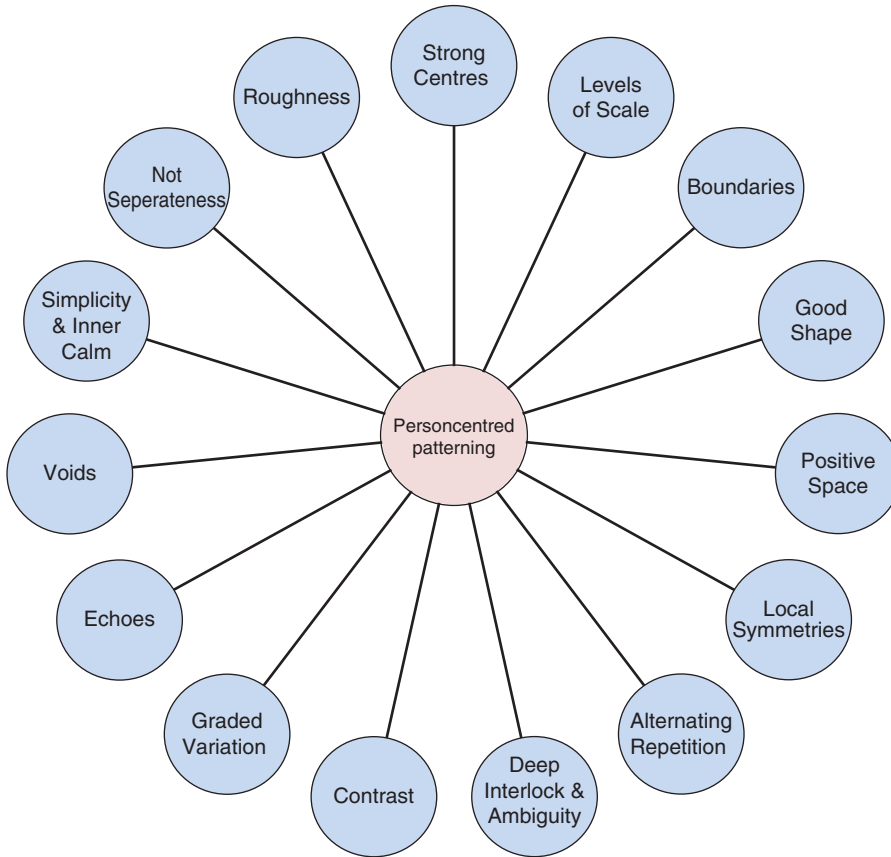 Strong
Centres
Levels
of Scale
Boundaries
Good
Shape
Positive
Space
Local
Symmetries
Alternating
Repetition
Deep
Interlock &
Ambiguity
Contrast
Graded
Variation
Echoes
Voids
Simplicity
& Inner
Calm
Not
Seperateness
Roughness
Personcentred
patterning